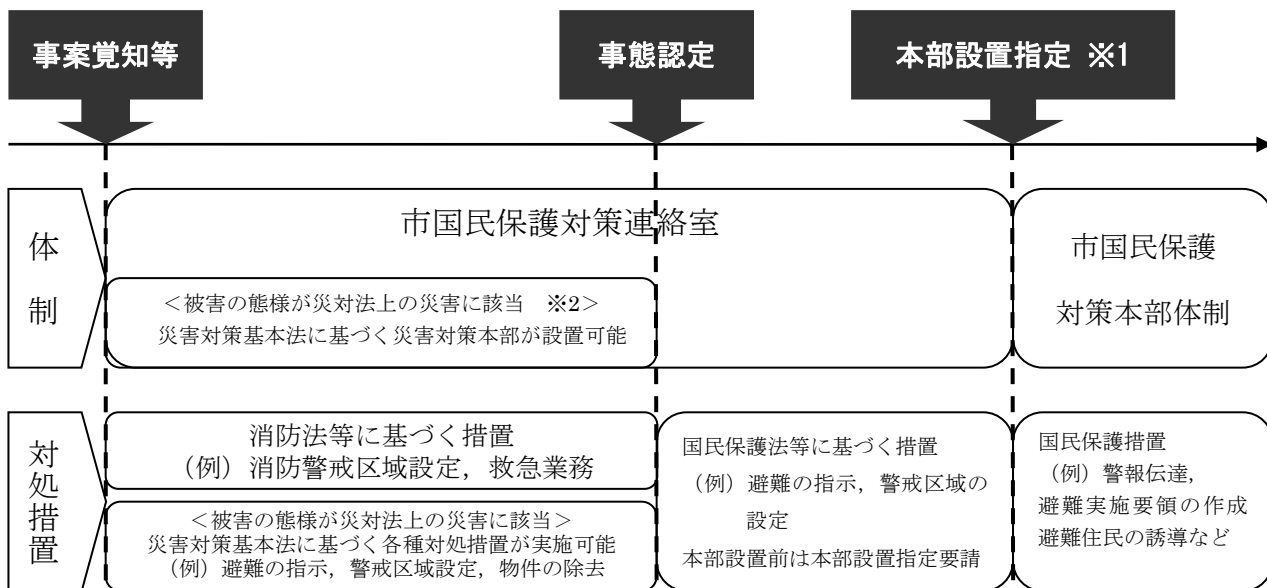 事案覚知等
事態認定
本部設置指定 ※1
体制
市国民保護対策連絡室
＜被害の態様が災対法上の災害に該当 ※2＞
災害対策基本法に基づく災害対策本部が設置可能
市国民保護
対策本部体制
対処措置
消防法等に基づく措置
（例）消防警戒区域設定，救急業務
＜被害の態様が災対法上の災害に該当＞
災害対策基本法に基づく各種対処措置が実施可能
（例）避難の指示，警戒区域設定，物件の除去
国民保護法等に基づく措置
（例）避難の指示，警戒区域の
設定
本部設置前は本部設置指定要請
国民保護措置
（例）警報伝達，
避難実施要領の作成
避難住民の誘導など